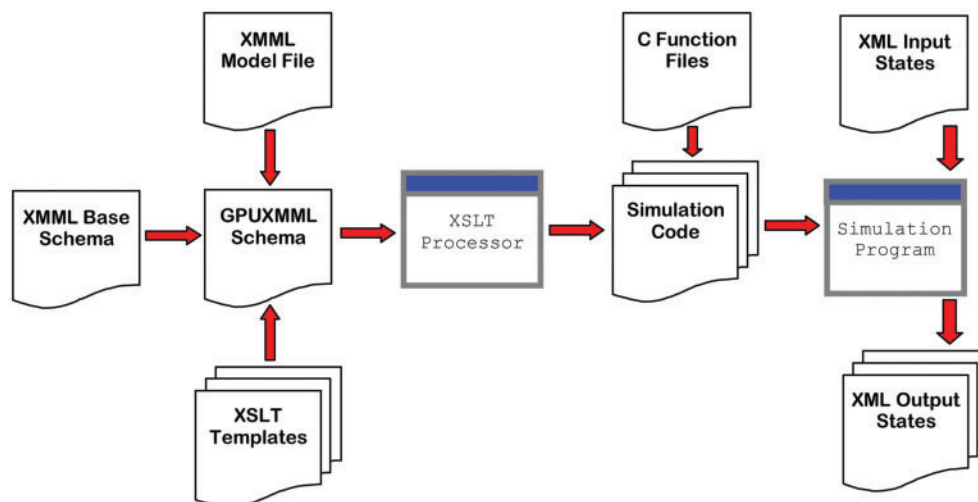 XMML
Model File
C Function
Files
XML Input
States
XMML Base
Schema
GPUXMML
Schema
XSLT
Processor
Simulation
Code
Simulation
Program
XSLT
Templates
XML Output
States